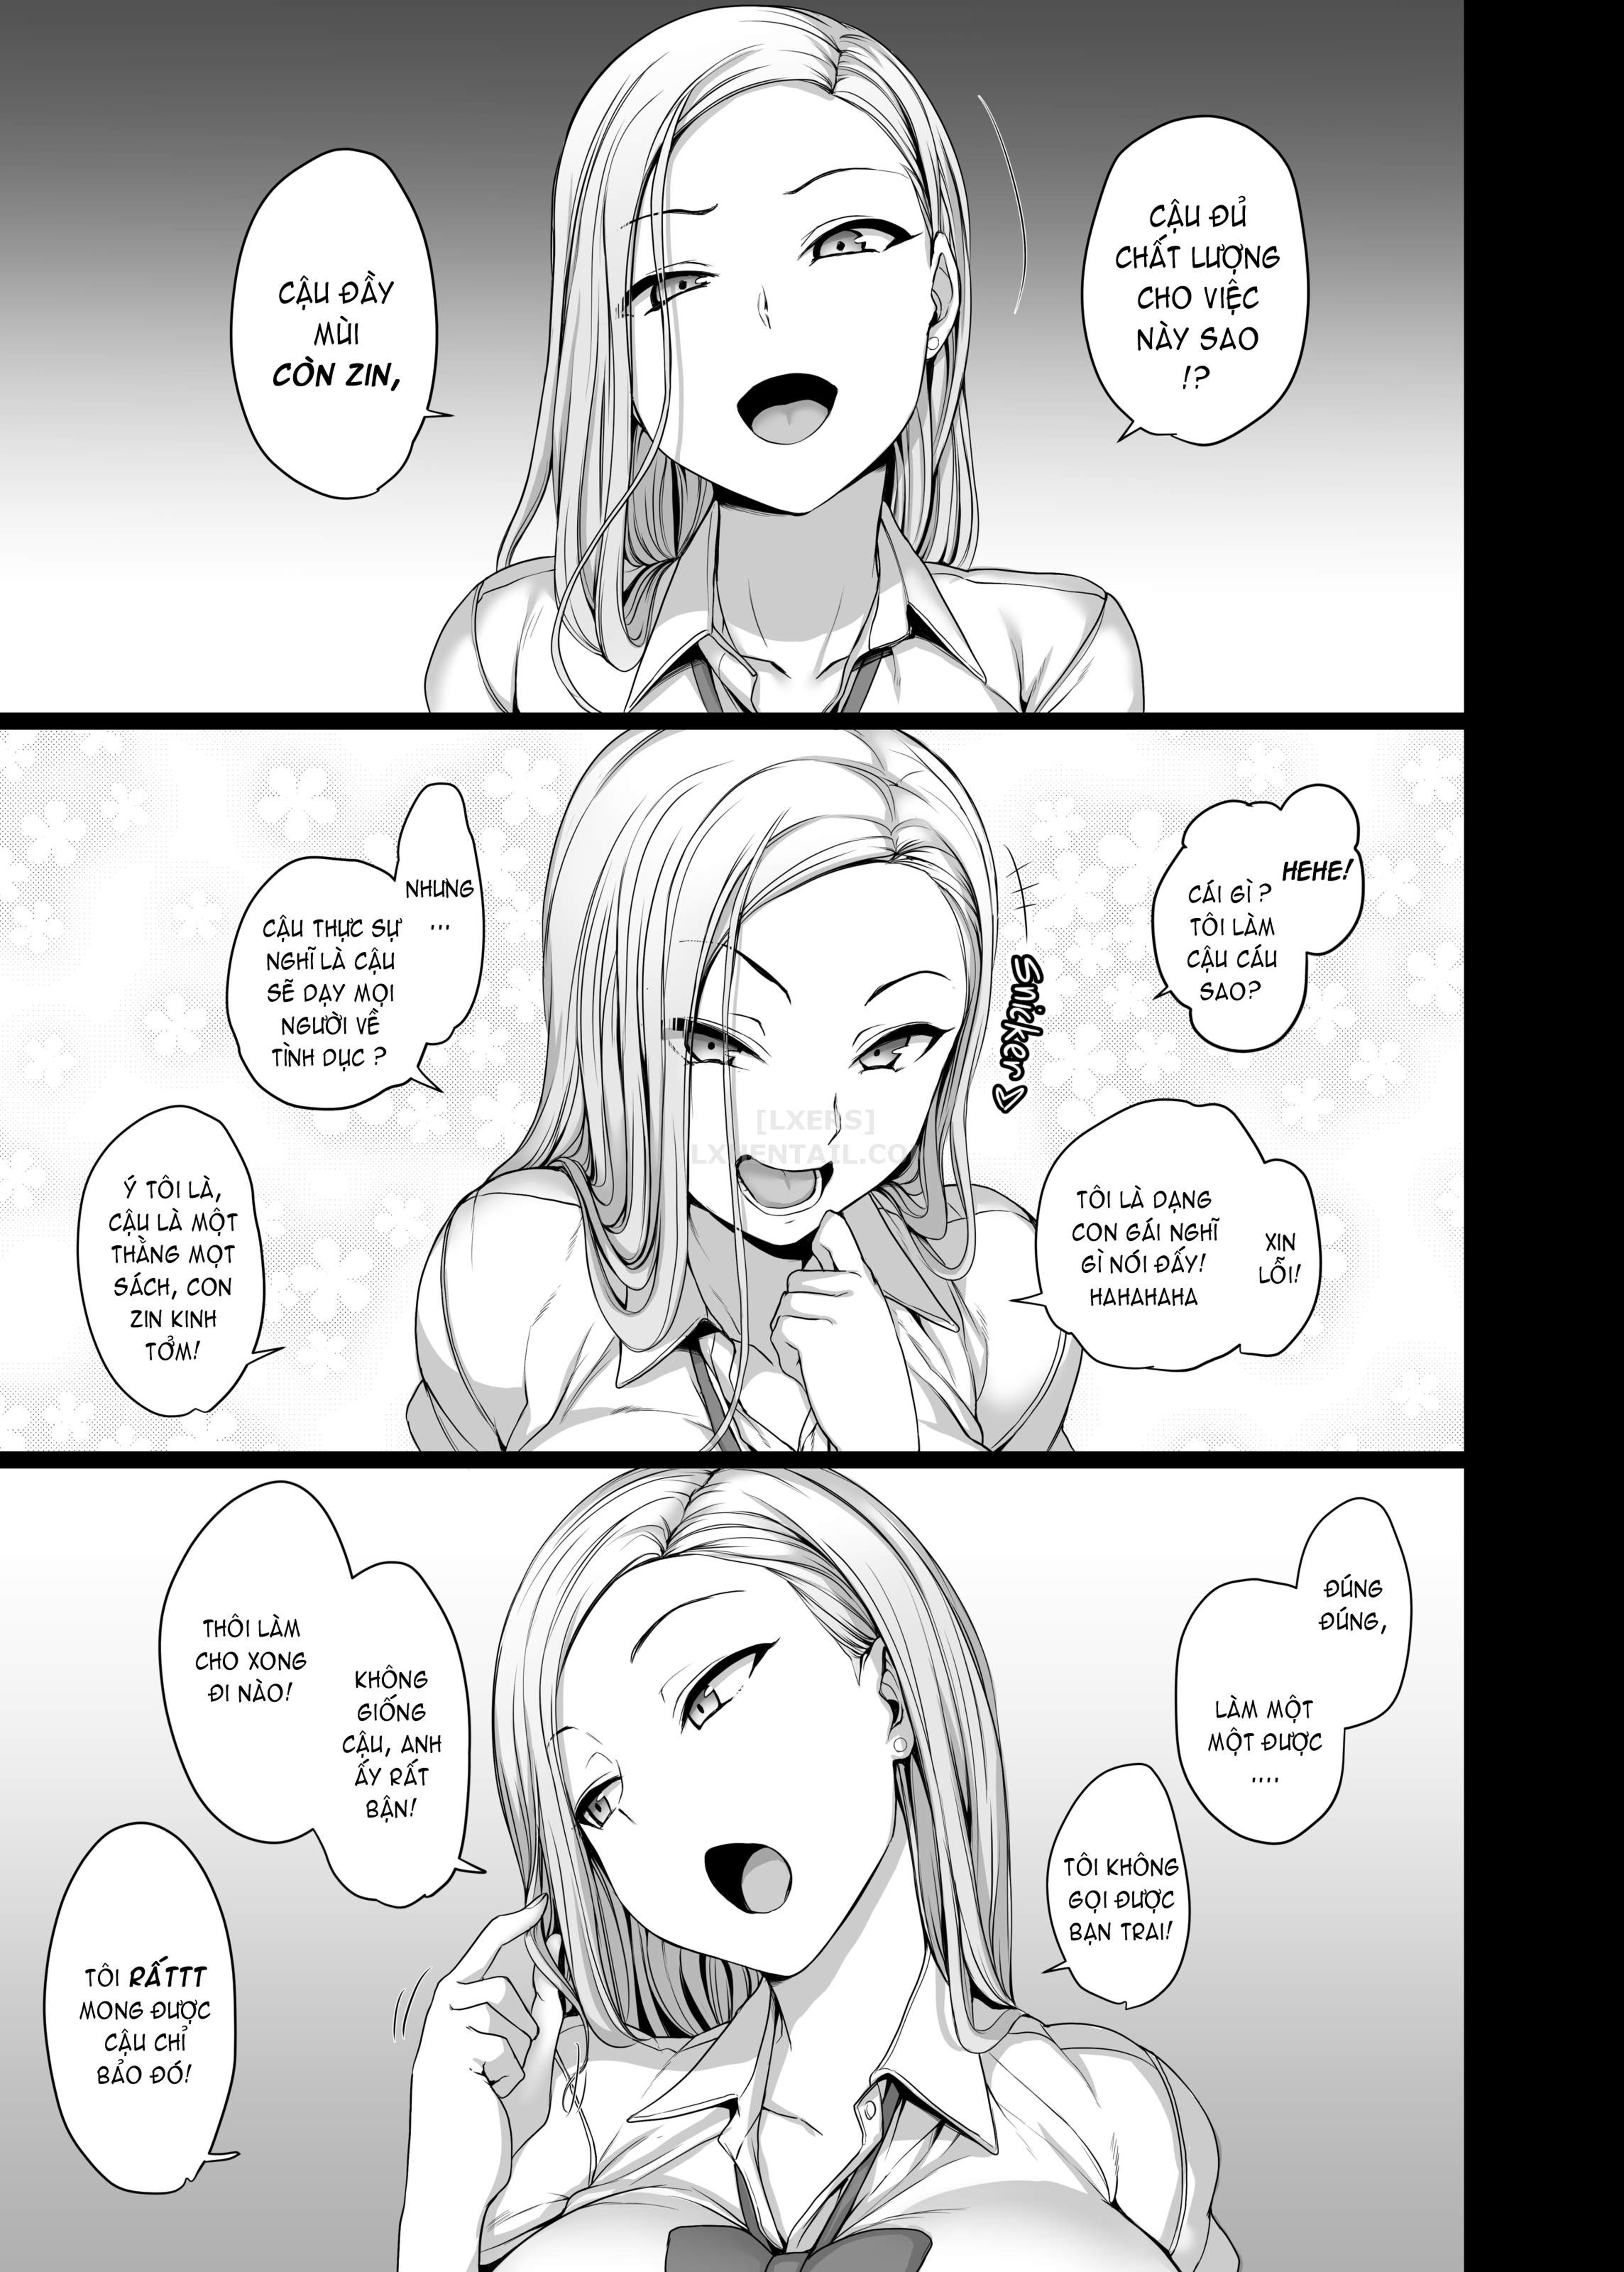 CẬU ĐỦ
CHẤT LƯỢNG
CHO VIỆC
NÀY SAO
!?
CẬU ĐẦY
MÙI
CÒN ZIN,
HEHE!
CÁI GÌ ?
TÔI LÀM
CẬU CÁU
SAO?
Snicker
XIN
LỖI!
TÔI LÀ DẠNG
CON GÁI NGHĨ
GÌ NÓI ĐẤY!
HAHAHAHA
NHƯNG
...
CẬU THỰC SỰ
NGHĨ LÀ CẬU
SẼ DẠY MỌI
NGƯỜI VỀ
TÌNH DỤC ?
Ý TÔI LÀ,
CẬU LÀ MỘT
THẰNG MỌT
SÁCH, CON
ZIN KINH
TỞM!
[LXERS]
ĐÚNG
ĐÚNG,
LÀM MỘT
MỘT ĐƯỢC
....
TÔI KHÔNG
GỌI ĐƯỢC
BẠN TRAI!
KHÔNG
GIỐNG
CẬU, ANH
ẤY RẤT
BẬN!
THÔI LÀM
CHO XONG
ĐI NÀO!
TÔI RẤTTT
MONG ĐƯỢC
CẬU CHỈ
BẢO ĐÓ!